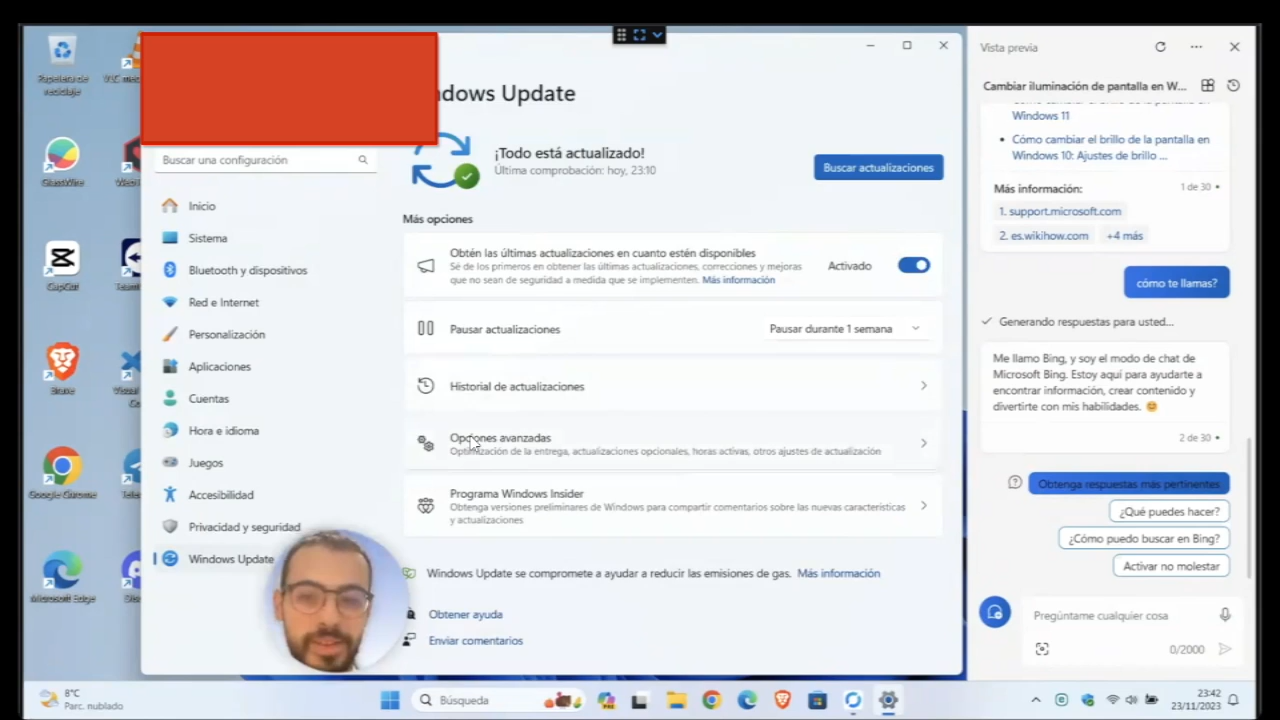 Papelera de
reciclaje
VLC
GlassWire
CapCut
Brave
Visual
Google Chrome
Microsoft Edge
Windows Update
Buscar una configuración
¡Todo está actualizado!
Última comprobación: hoy, 23:10
Buscar actualizaciones
Inicio
Sistema
Bluetooth y dispositivos
Red e Internet
Personalización
Aplicaciones
Cuentas
Hora e idioma
Juegos
Accesibilidad
Privacidad y seguridad
Windows Update
Más opciones
Obtén las últimas actualizaciones en cuanto estén disponibles
Sé de los primeros en obtener las últimas actualizaciones, correcciones y mejoras
que no sean de seguridad a medida que se implementen. Más información
Activado
Pausar actualizaciones
Pausar durante 1 semana
Historial de actualizaciones
Opciones avanzadas
Optimización de la entrega, actualizaciones opcionales, horas activas, otros ajustes de actualización
Programa Windows Insider
Obtenga versiones preliminares de Windows para compartir comentarios sobre las nuevas características
y actualizaciones
Windows Update se compromete a ayudar a reducir las emisiones de gas. Más información
Obtener ayuda
Enviar comentarios
Vista previa
Cambiar iluminación de pantalla en W...
Windows 11
Cómo cambiar el brillo de la pantalla en
Windows 10: Ajustes de brillo ...
Más información:
1 de 30
1. support.microsoft.com
2. es.wikihow.com
+4 más
cómo te llamas?
Generando respuestas para usted...
Me llamo Bing, y soy el modo de chat de
Microsoft Bing. Estoy aquí para ayudarte a
encontrar información, crear contenido y
divertirte con mis habilidades. 😊
2 de 30
Obtenga respuestas más pertinentes
¿Qué puedes hacer?
¿Cómo puedo buscar en Bing?
Activar no molestar
Pregúntame cualquier cosa
0/2000
8°C
Parc. nublado
Búsqueda
23:42
23/11/2023